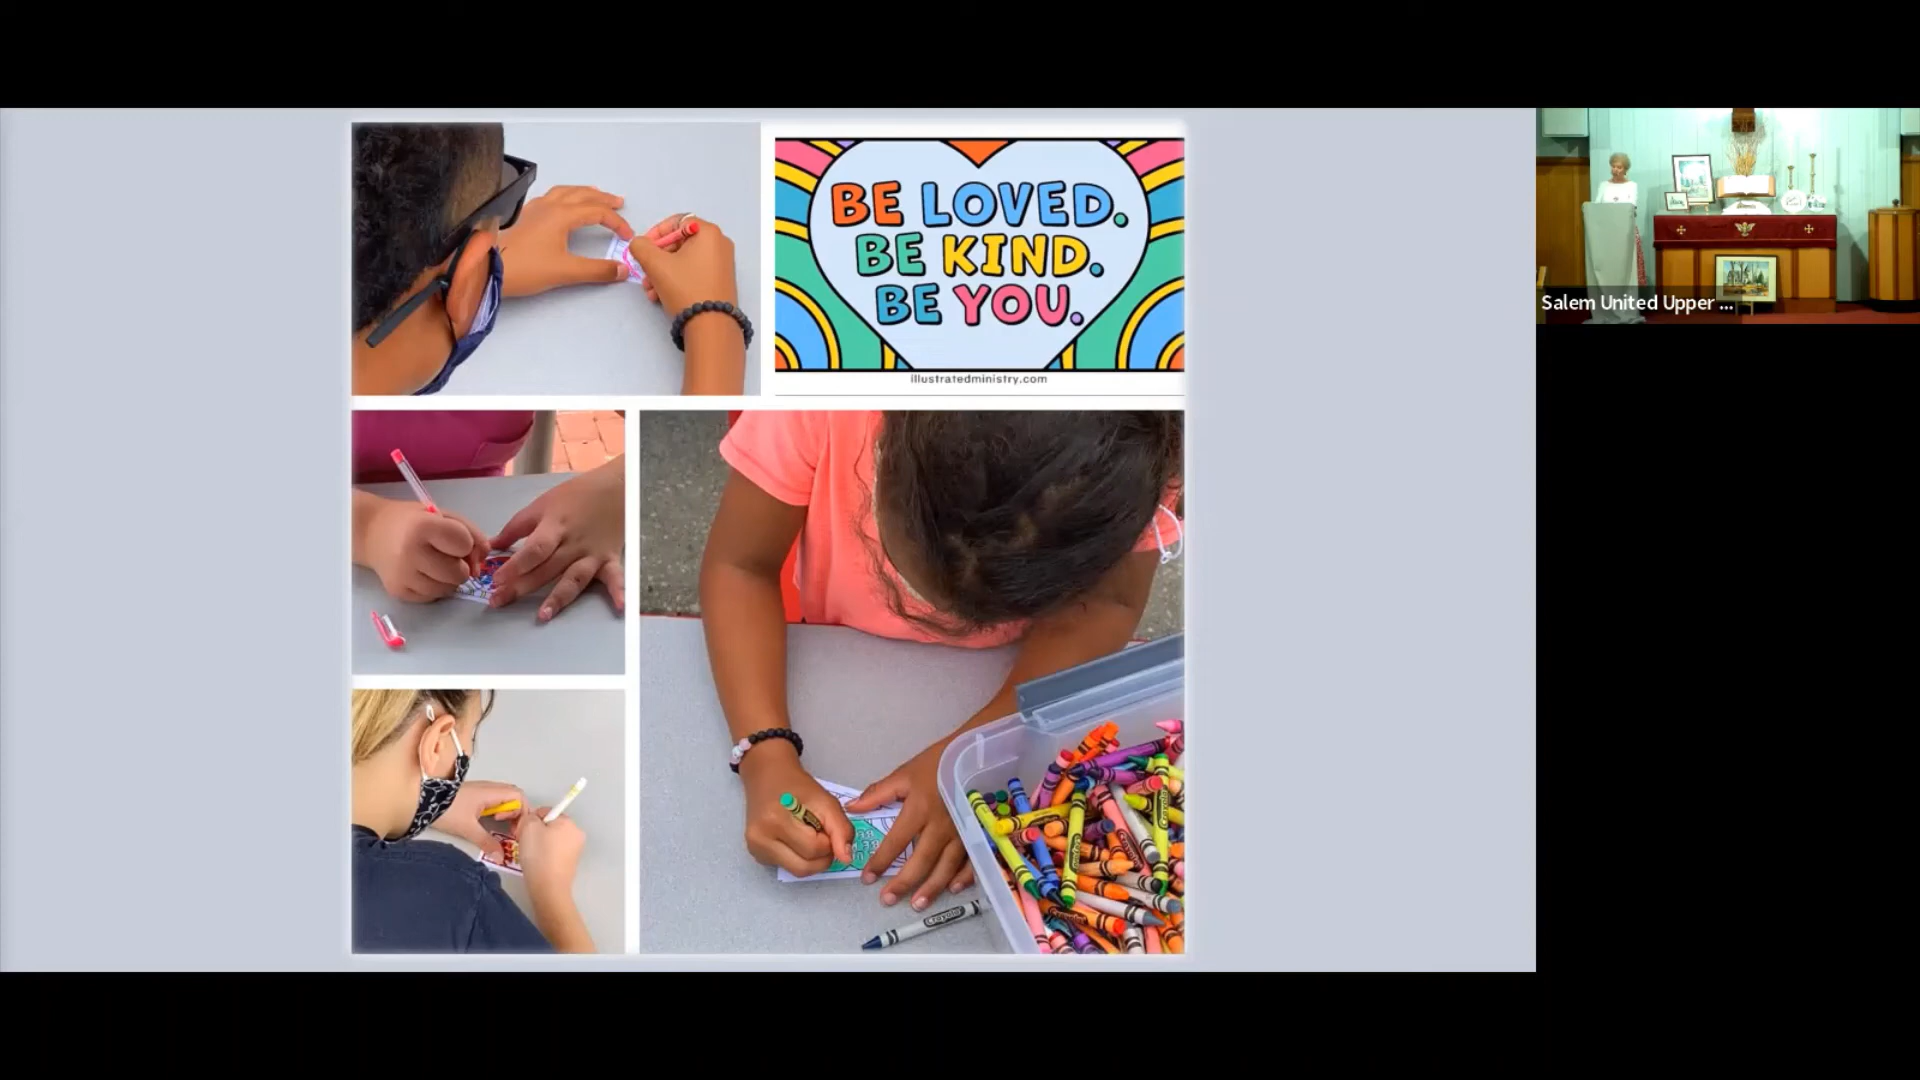 BE LOVED.
BE KIND.
BE YOU.
illustratedministry.com
Salem United Upper ...
Crayola